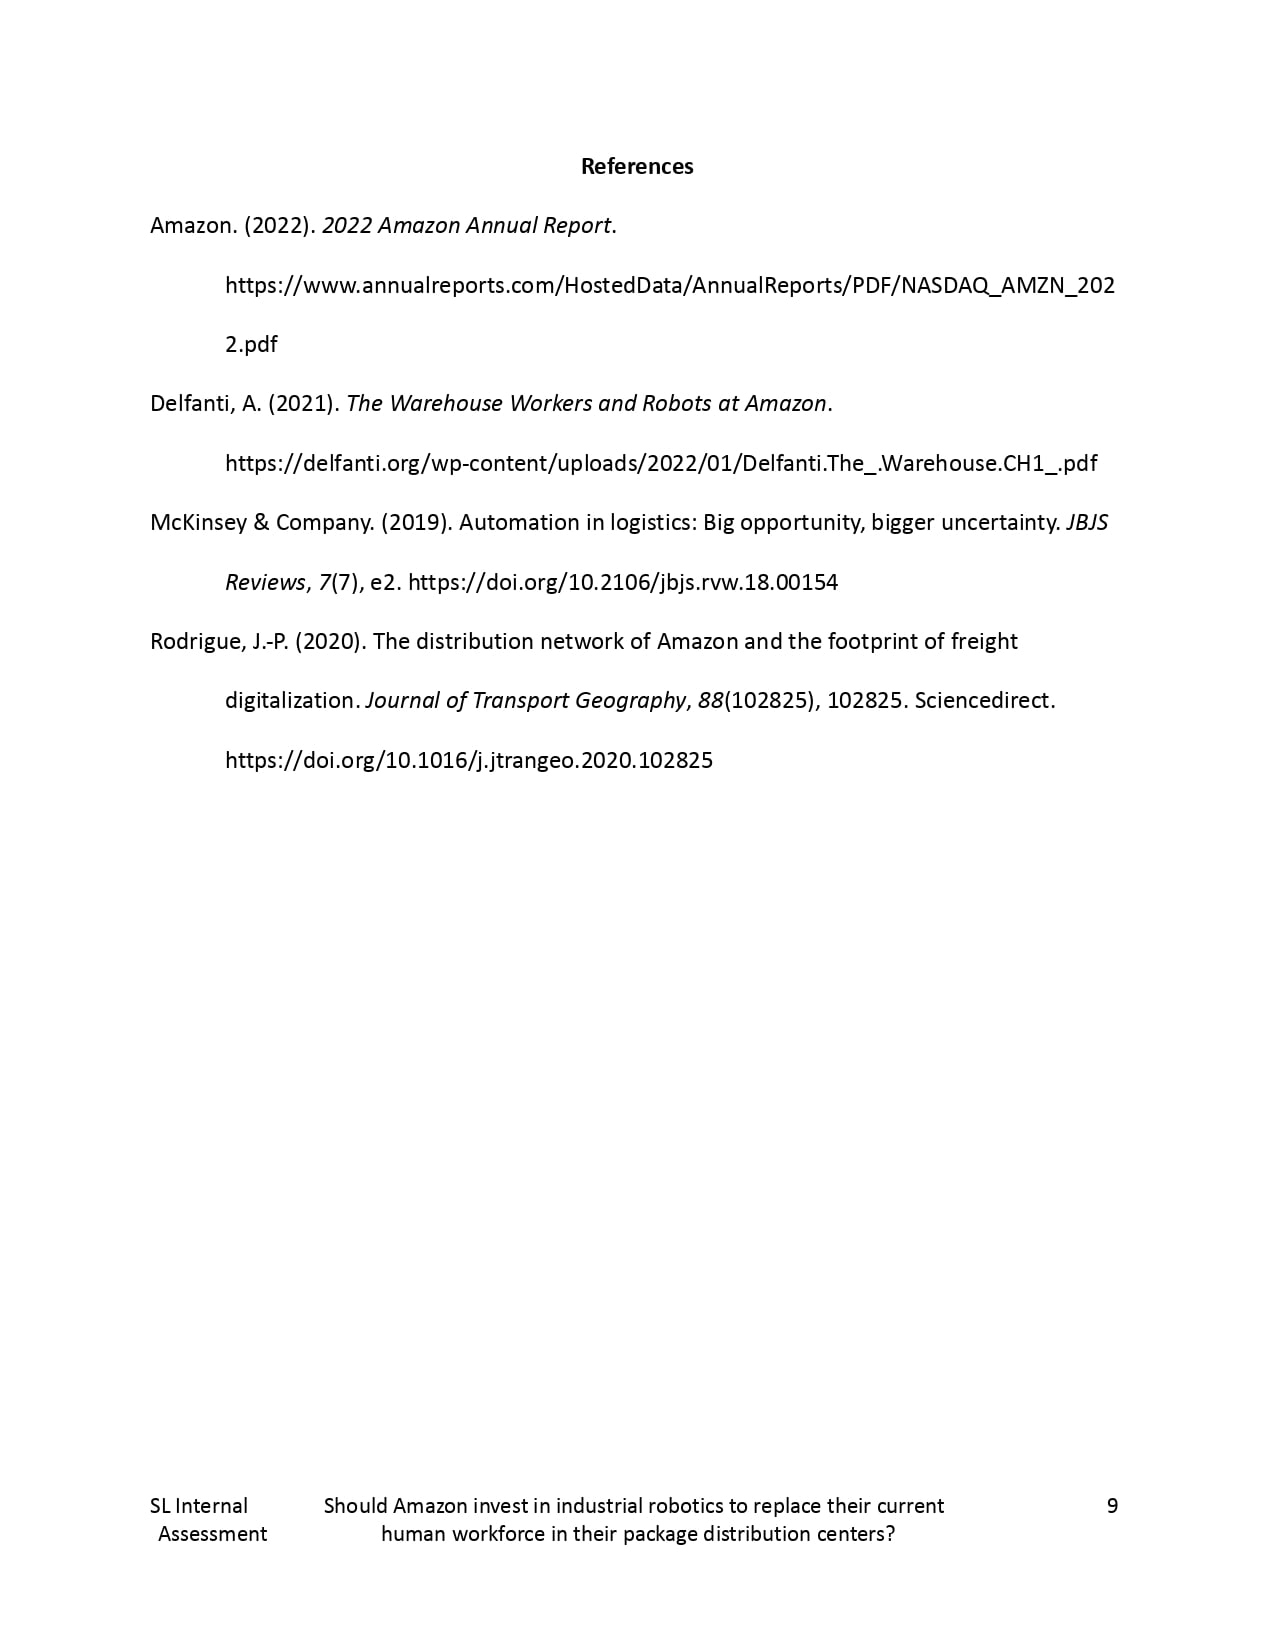 References
Amazon. (2022). 2022 Amazon Annual Report.
https://www.annualreports.com/HostedData/AnnualReports/PDF/NASDAQ_AMZN_202
2.pdf
Delfanti, A. (2021). The Warehouse Workers and Robots at Amazon.
https://delfanti.org/wp-content/uploads/2022/01/Delfanti.The_.Warehouse.CH1_.pdf
McKinsey & Company. (2019). Automation in logistics: Big opportunity, bigger uncertainty. JBJS
Reviews, 7(7), e2. https://doi.org/10.2106/jbjs.rvw.18.00154
Rodrigue, J.-P. (2020). The distribution network of Amazon and the footprint of freight
digitalization. Journal of Transport Geography, 88(102825), 102825. Sciencedirect.
https://doi.org/10.1016/j.jtrangeo.2020.102825
SL Internal
Assessment
Should Amazon invest in industrial robotics to replace their current
human workforce in their package distribution centers?
9